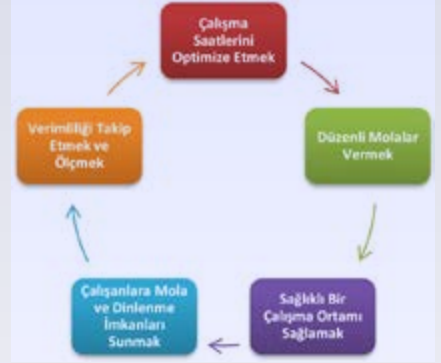 Çalışma
Saatlerini
Optimize Etmek
Düzenli Molalar
Vermek
Sağlıklı Bir
Çalışma Ortamı
Sağlamak
Çalışanlara Mola
ve Dinlenme
İmkanları
Sunmak
Verimliliği Takip
Etmek ve
Ölçmek